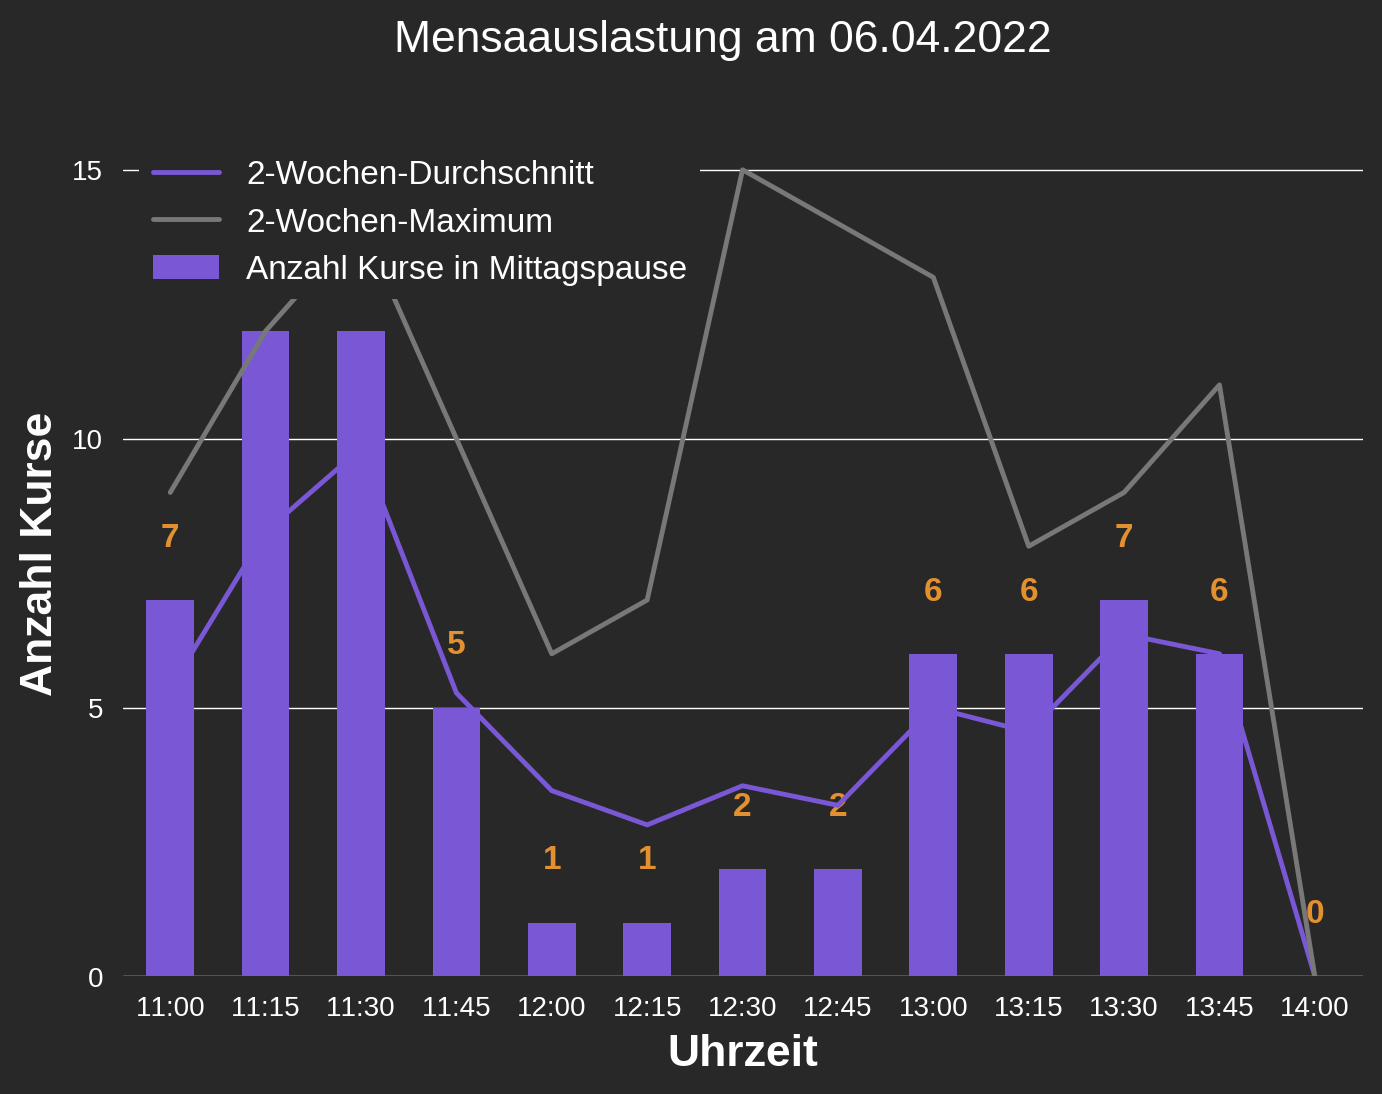 Mensaauslastung am 06.04.2022
2-Wochen-Durchschnitt
2-Wochen-Maximum
Anzahl Kurse in Mittagspause
Anzahl Kurse
15
10
5
0
7
5
1
1
2
2
6
6
7
6
0
11:00 11:15 11:30 11:45 12:00 12:15 12:30 12:45 13:00 13:15 13:30 13:45 14:00
Uhrzeit